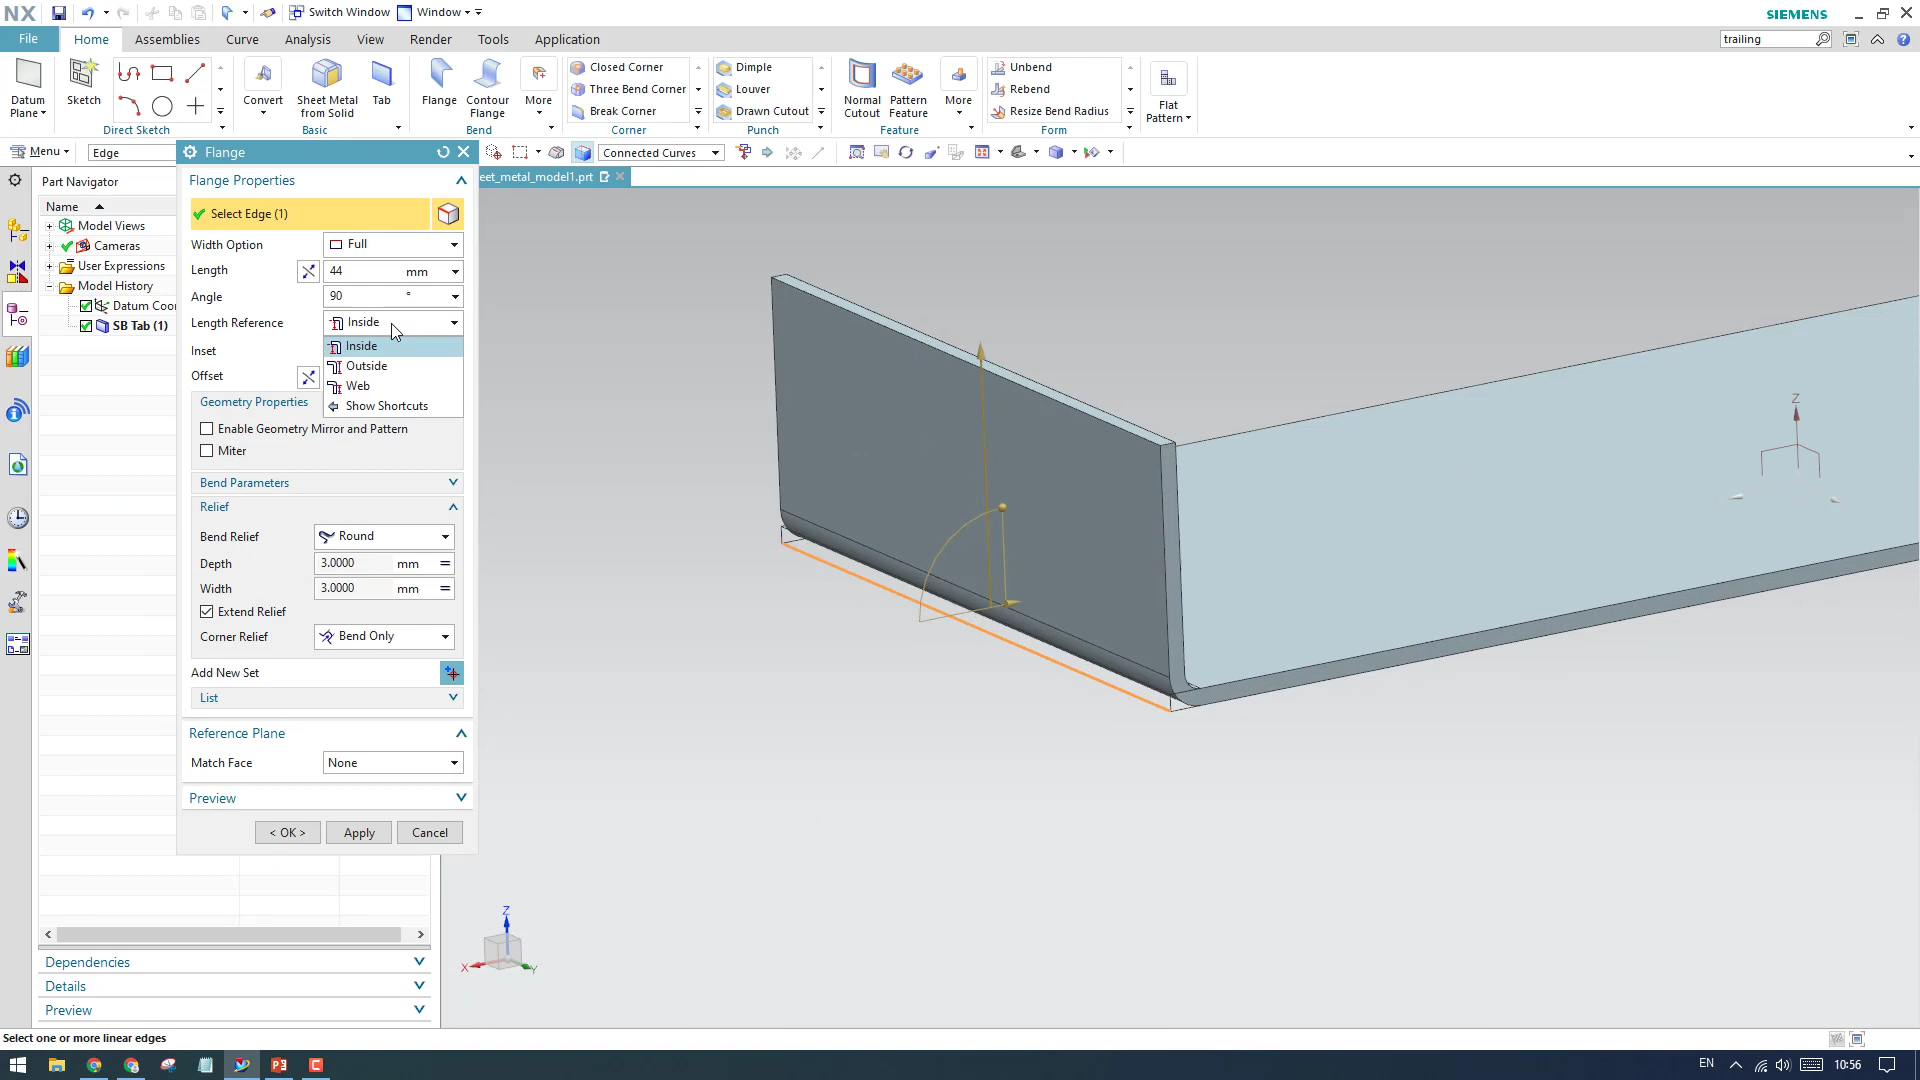 NX
Switch Window
Window
SIEMENS
File
Home
Assemblies
Curve
Analysis
View
Render
Tools
Application
trailing
Datum Plane
Sketch
Direct Sketch
Convert
Sheet Metal from Solid
Tab
Basic
Flange
Contour Flange
More
Bend
Closed Corner
Three Bend Corner
Break Corner
Corner
Dimple
Louver
Drawn Cutout
Punch
Normal Cutout
Pattern Feature
More
Feature
Unbend
Rebend
Resize Bend Radius
Form
Flat Pattern
Menu
Edge
Flange
Connected Curves
Part Navigator
eet_metal_model1.prt
Name
Model Views
Cameras
User Expressions
Model History
Datum Coor
SB Tab (1)
Flange Properties
Select Edge (1)
Width Option
Full
Length
44
mm
Angle
90
°
Length Reference
Inside
Inside
Outside
Web
Show Shortcuts
Inset
Offset
Geometry Properties
Enable Geometry Mirror and Pattern
Miter
Bend Parameters
Relief
Bend Relief
Round
Depth
3.0000
mm
=
Width
3.0000
mm
=
Extend Relief
Corner Relief
Bend Only
Add New Set
List
Reference Plane
Match Face
None
Preview
< OK >
Apply
Cancel
Z
Z
X
Y
Dependencies
Details
Preview
Select one or more linear edges
EN
10:56